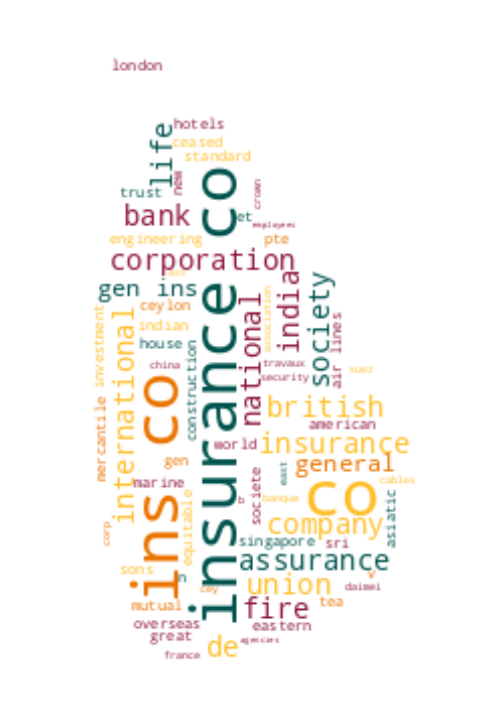 london
hotels
life
ceased
standard
new
trust
crown
bank
et
employees
engineering
pte
corporation
insurance co
gen ins
india
society
ceylon
association
investment
international
national
air lines
indian
house
construction
china
travaux
security
suez
ins co
mercantile
british
american
world
insurance
gen
general
east
marine
societe
banque
co
cables
b
equitable
company
asiatic
corp
singapore
sri
assurance
sons
n
v
cey
union
daimei
mutual
fire
tea
overseas
eastern
great
de
agencies
france